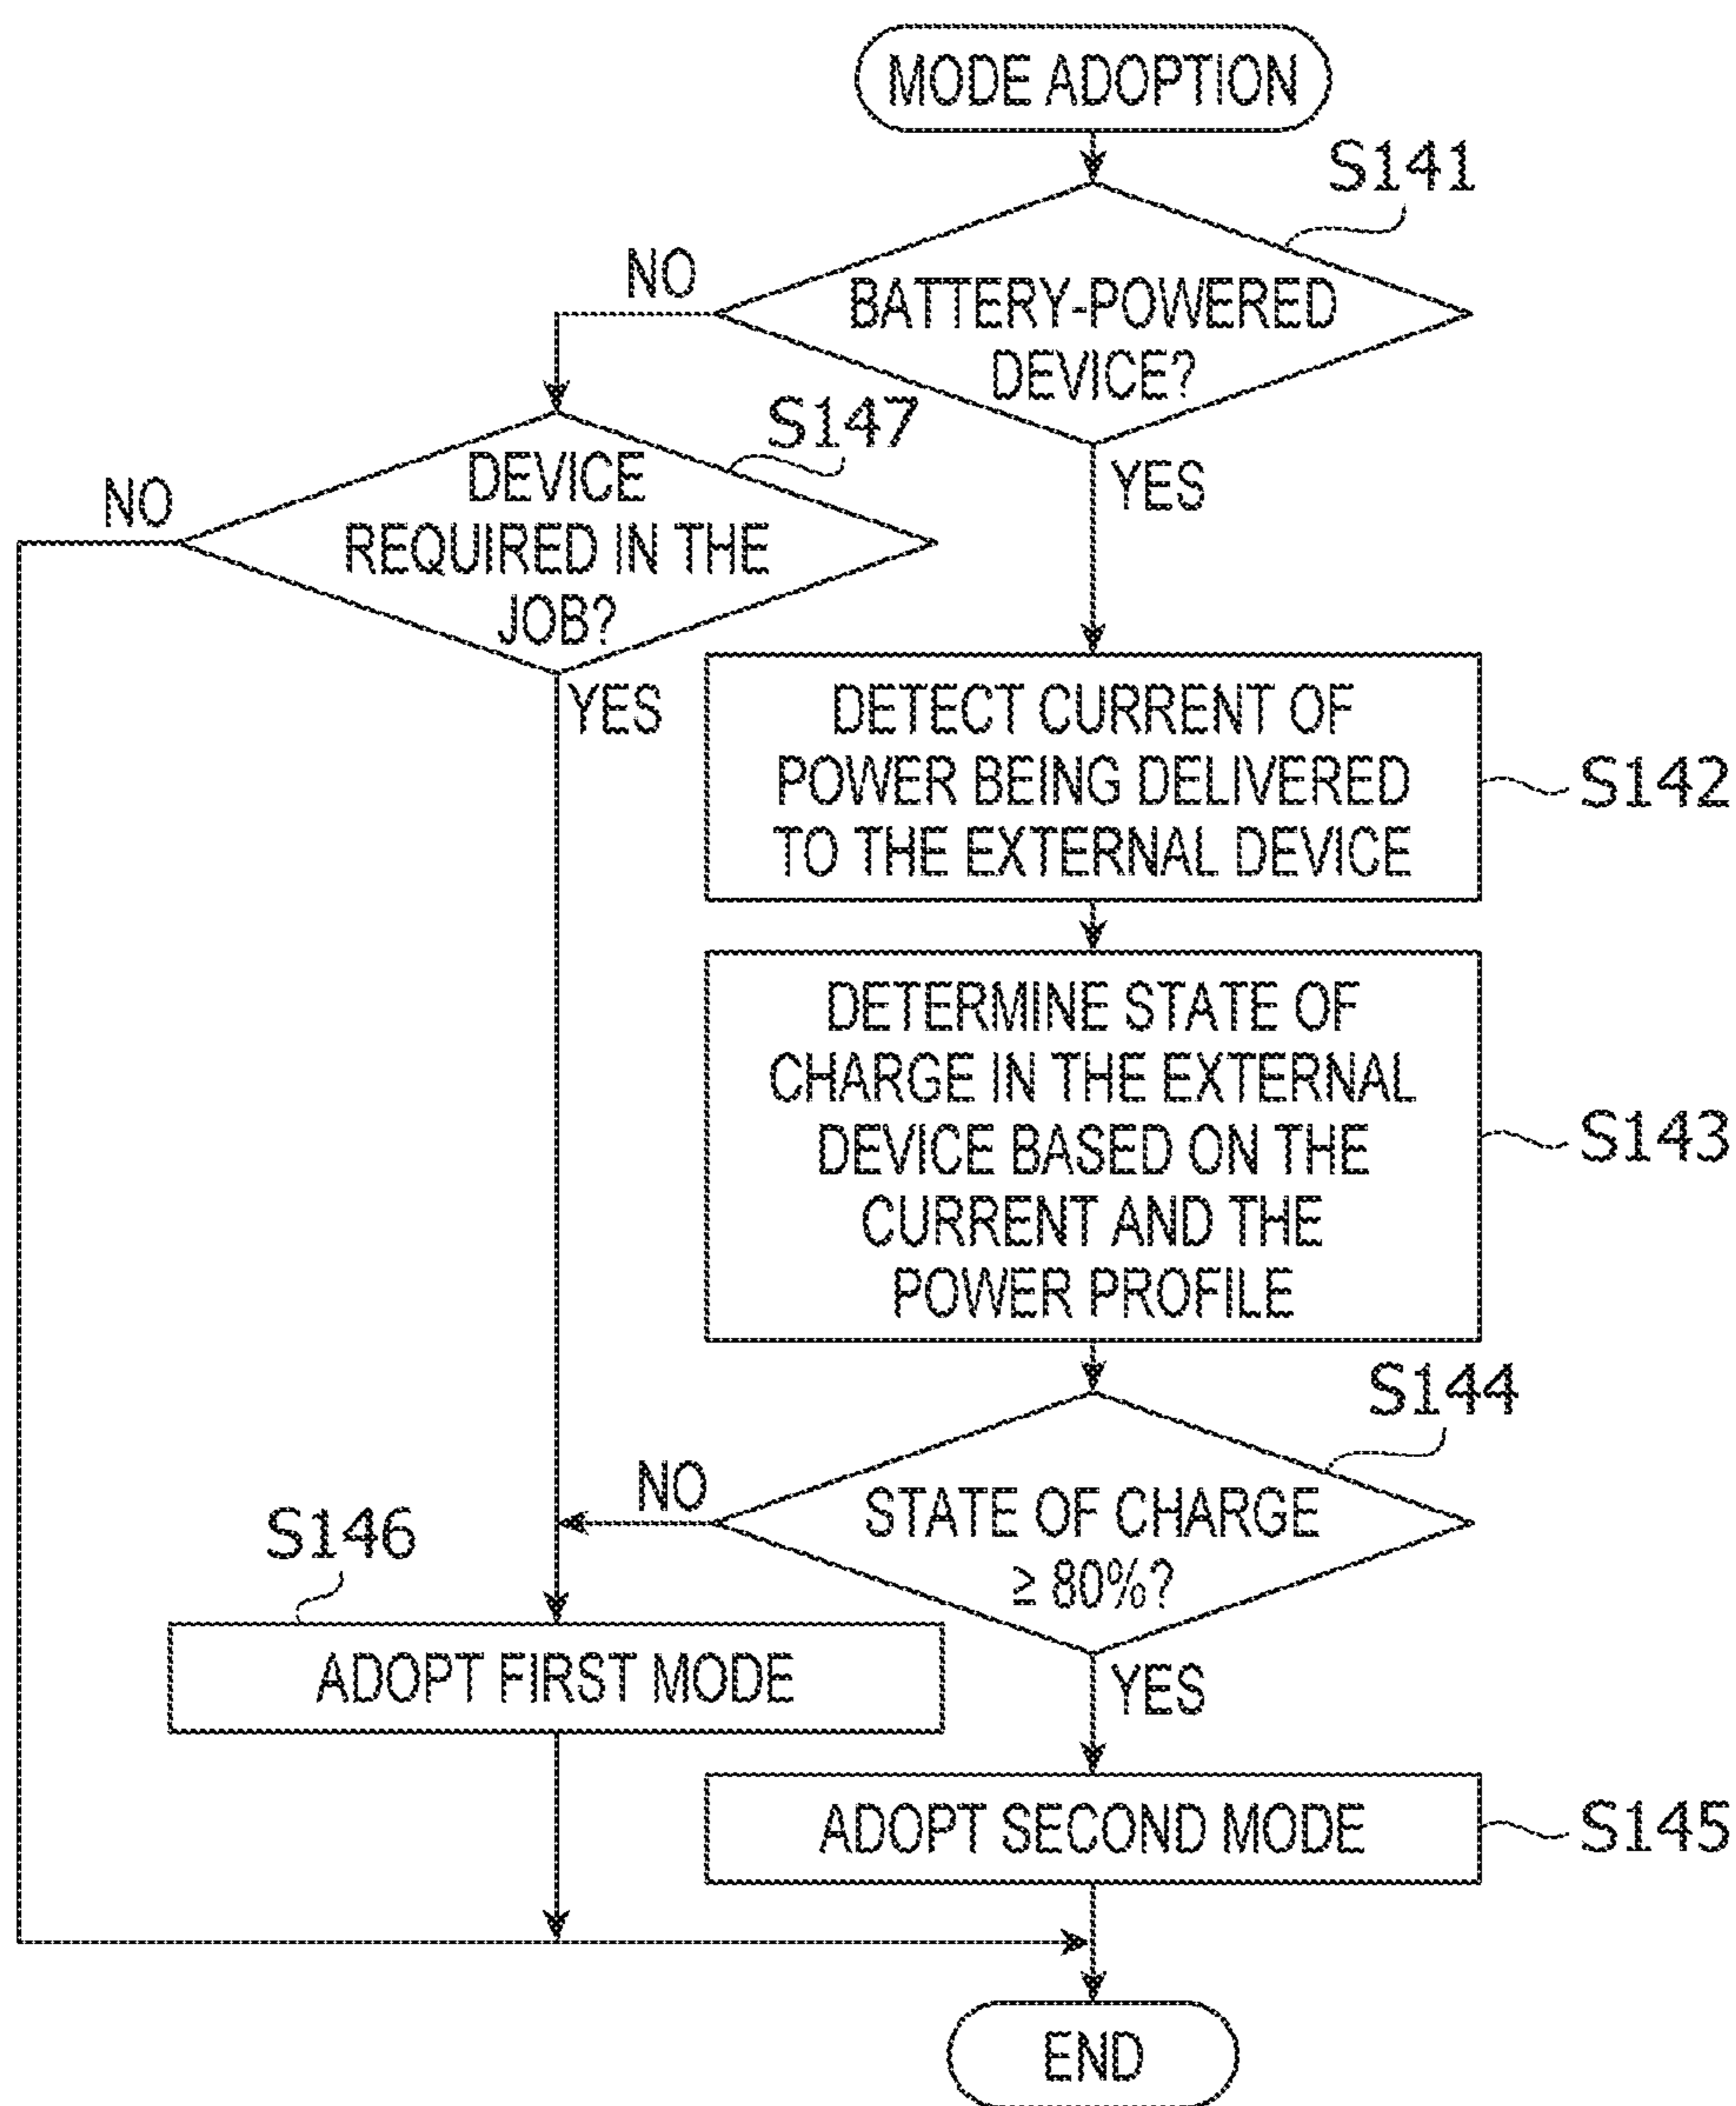 MODE ADOPTION
S141
NO
BATTERY-POWERED
DEVICE?
YES
S147
NO
DEVICE
REQUIRED IN THE
JOB?
YES
DETECT CURRENT OF
POWER BEING DELIVERED
TO THE EXTERNAL DEVICE
S142
DETERMINE STATE OF
CHARGE IN THE EXTERNAL
DEVICE BASED ON THE
CURRENT AND THE
POWER PROFILE
S143
S144
NO
STATE OF CHARGE
≥ 80%?
YES
S146
ADOPT FIRST MODE
ADOPT SECOND MODE
S145
END